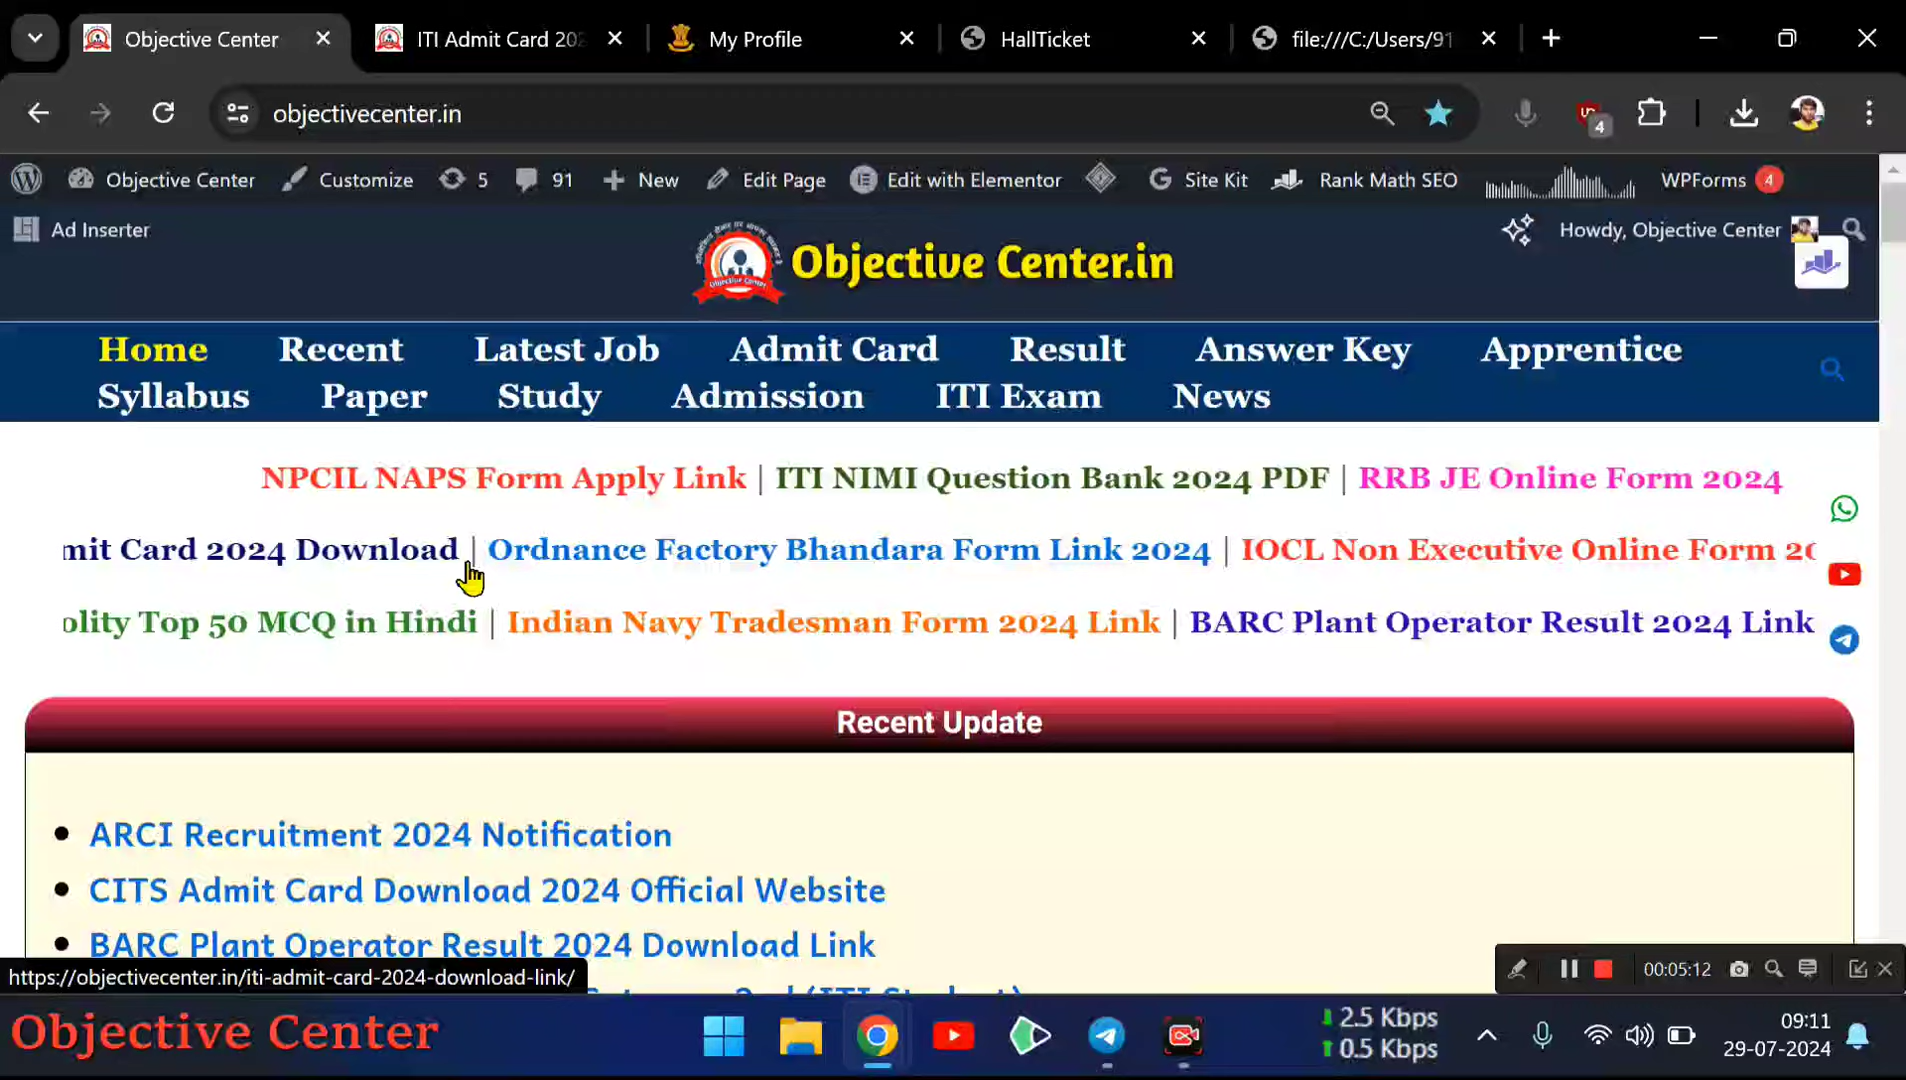 Objective Center
ITI Admit Card 202
My Profile
HallTicket
file:///C:/Users/91
objectivecenter.in
4
Objective Center
Customize
5
91
New
Edit Page
Edit with Elementor
Site Kit
Rank Math SEO
WPForms 4
Ad Inserter
Objective Center
Objective Center.in
Howdy, Objective Center
Home Recent Latest Job Admit Card Result Answer Key Apprentice
Syllabus Paper Study Admission ITI Exam News
NPCIL NAPS Form Apply Link | ITI NIMI Question Bank 2024 PDF | RRB JE Online Form 2024
mit Card 2024 Download | Ordnance Factory Bhandara Form Link 2024 | IOCL Non Executive Online Form 20
olity Top 50 MCQ in Hindi | Indian Navy Tradesman Form 2024 Link | BARC Plant Operator Result 2024 Link
Recent Update
ARCI Recruitment 2024 Notification
CITS Admit Card Download 2024 Official Website
BARC Plant Operator Result 2024 Download Link
(ITI Student)
https://objectivecenter.in/iti-admit-card-2024-download-link/
00:05:12
Objective Center
2.5 Kbps
0.5 Kbps
09:11
29-07-2024